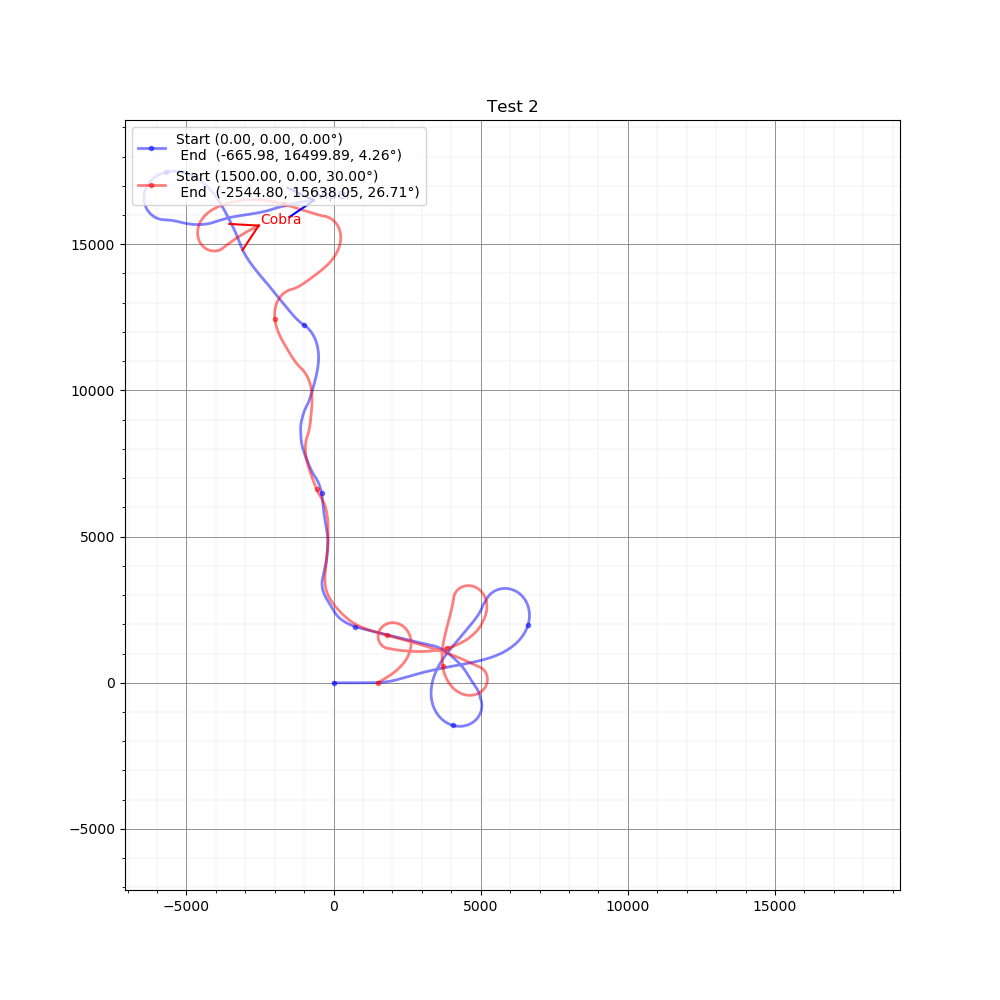 Test 2
Start (0.00, 0.00, 0.00°)
End (-665.98, 16499.89, 4.26°)
Start (1500.00, 0.00, 30.00°)
End (-2544.80, 15638.05, 26.71°)
Cobra
15000
10000
5000
0
−5000
−5000
0
5000
10000
15000